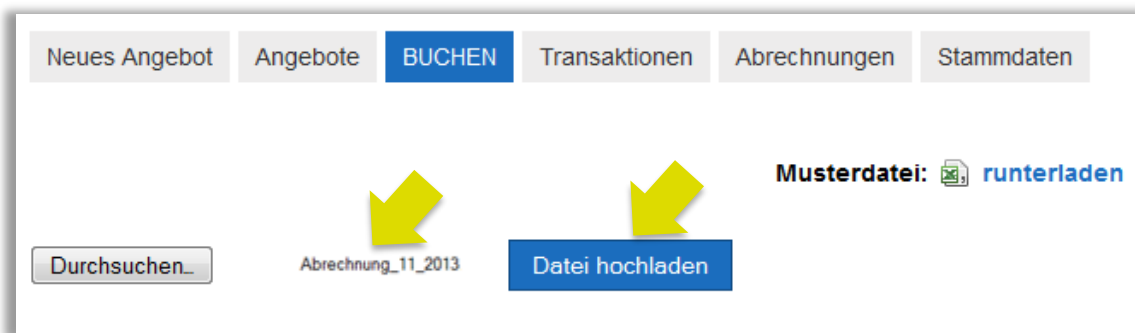 Neues Angebot Angebote BUCHEN Transaktionen Abrechnungen Stammdaten
Musterdatei: runterladen
Durchsuchen… Abrechnung_11_2013 Datei hochladen